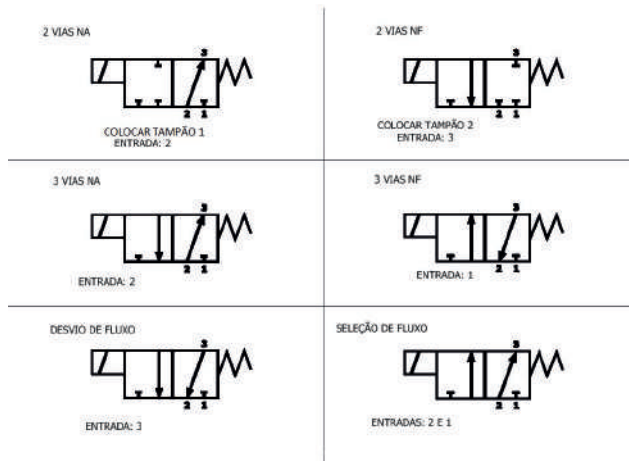 2 VIAS NA
3
2 1
COLOCAR TAMPÃO 1
ENTRADA: 2
2 VIAS NF
3
2 1
COLOCAR TAMPÃO 2
ENTRADA: 3
3 VIAS NA
3
2 1
ENTRADA: 2
3 VIAS NF
3
2 1
ENTRADA: 1
DESVIO DE FLUXO
3
2 1
ENTRADA: 3
SELEÇÃO DE FLUXO
3
2 1
ENTRADAS: 2 E 1